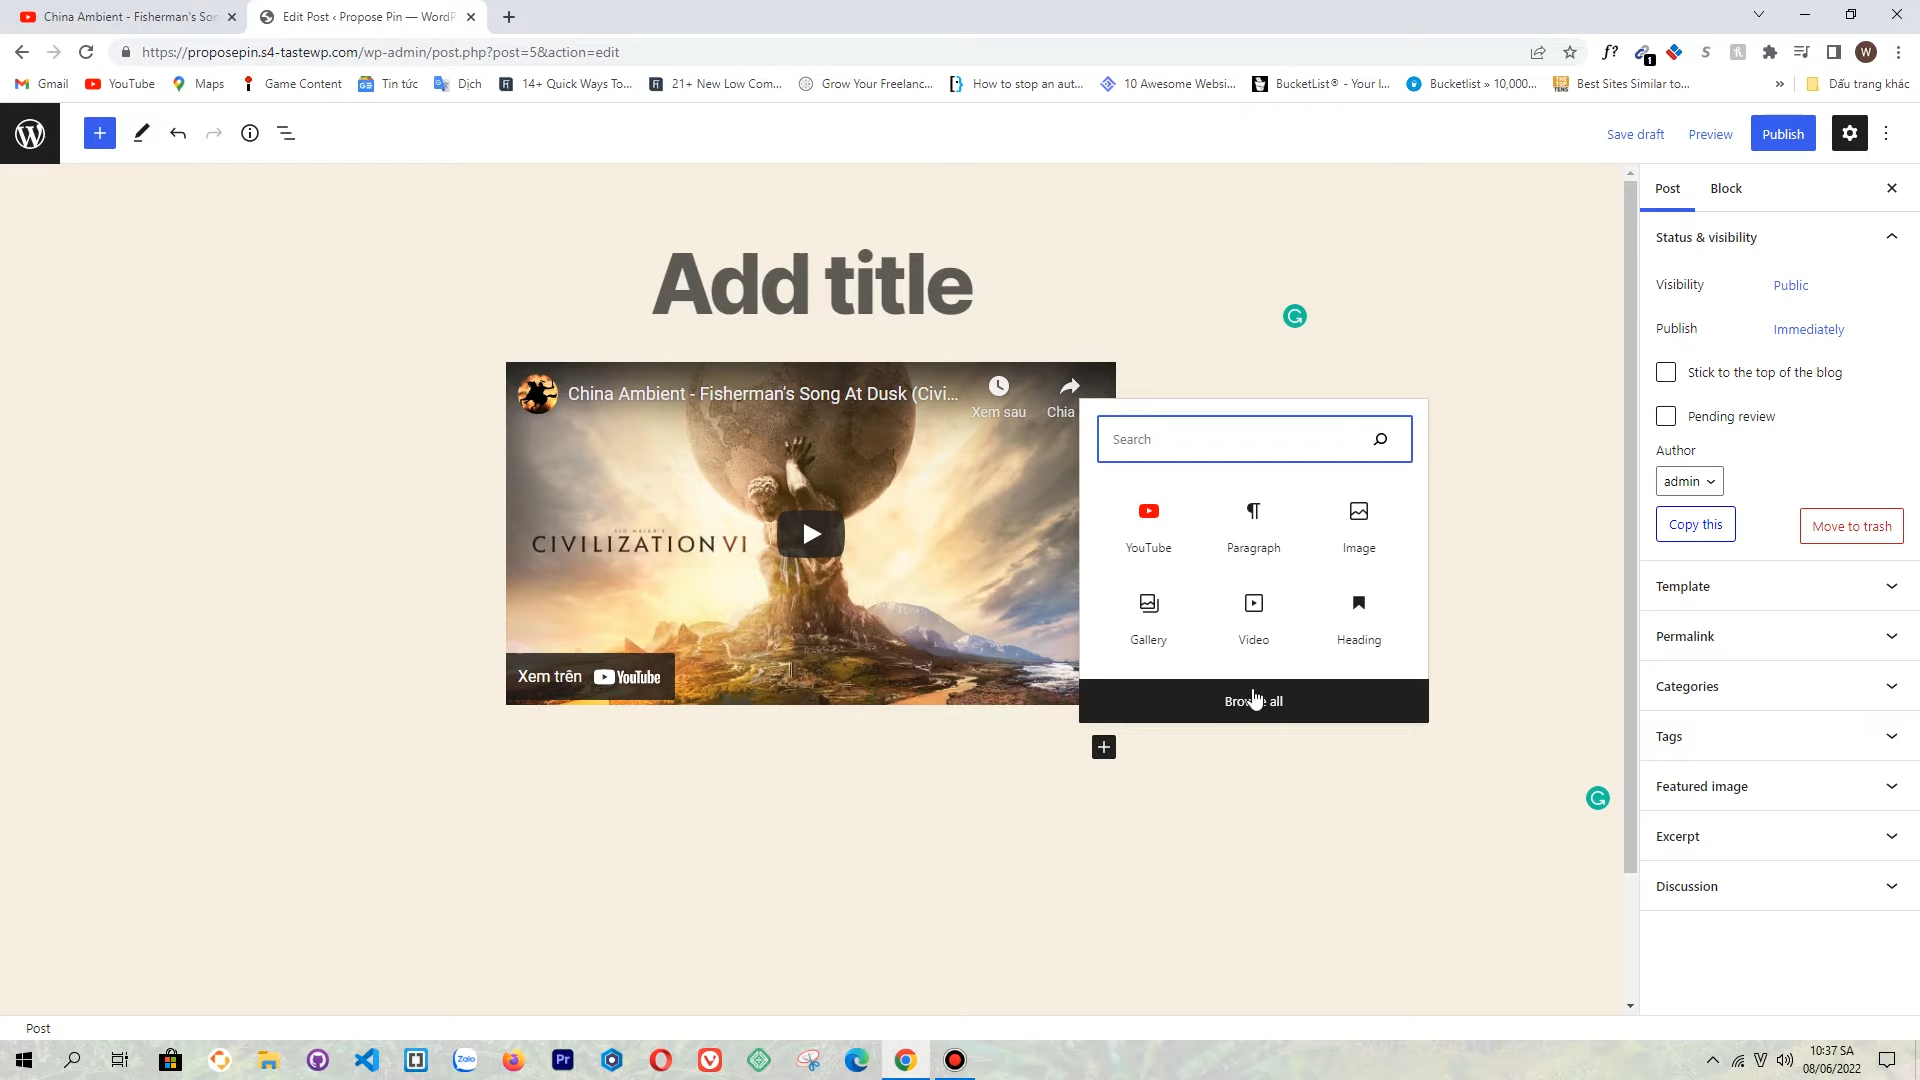 China Ambient - Fisherman's Sor
Edit Post ‹ Propose Pin — WordP
https://proposepin.s4-tastewp.com/wp-admin/post.php?post=5&action=edit
f?
1
S
W
Gmail
YouTube
Maps
Game Content
Tin tức
Dịch
14+ Quick Ways To...
21+ New Low Com...
Grow Your Freelanc...
How to stop an aut...
10 Awesome Websi...
BucketList® - Your I...
Bucketlist » 10,000...
Best Sites Similar to...
»
Dấu trang khác
Save draft
Preview
Publish
Add title
China Ambient - Fisherman's Song At Dusk (Civi...
Xem sau
Chia
SID MEIER'S
CIVILIZATION VI
Xem trên YouTube
Search
YouTube
Paragraph
Image
Gallery
Video
Heading
Browse all
Post
Block
Status & visibility
Visibility
Public
Publish
Immediately
Stick to the top of the blog
Pending review
Author
admin
Copy this
Move to trash
Template
Permalink
Categories
Tags
Featured image
Excerpt
Discussion
Post
Zalo
Pr
V
10:37 SA
08/06/2022